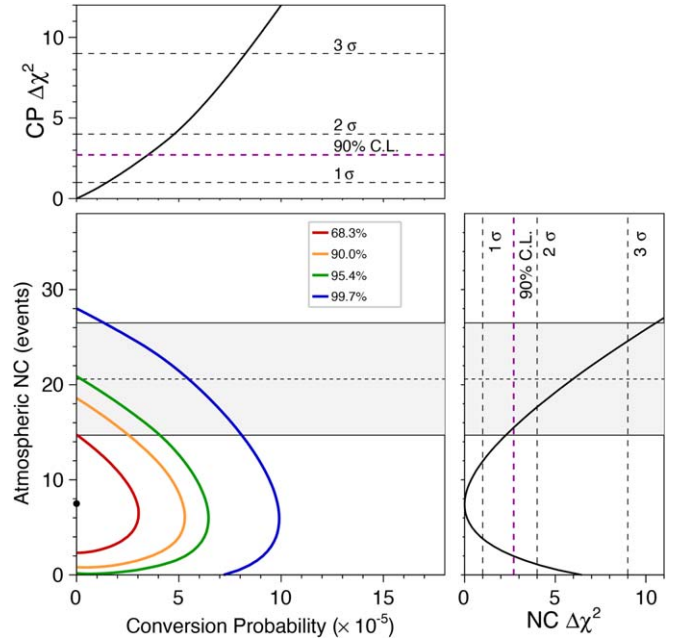 10
5
0
CP Δχ²
3 σ
2 σ
90% C.L.
1 σ
30
20
10
0
Atmospheric NC (events)
68.3%
90.0%
95.4%
99.7%
0 5 10 15
Conversion Probability (× 10⁻⁵)
1 σ
90% C.L.
2 σ
3 σ
0 5 10
NC Δχ²